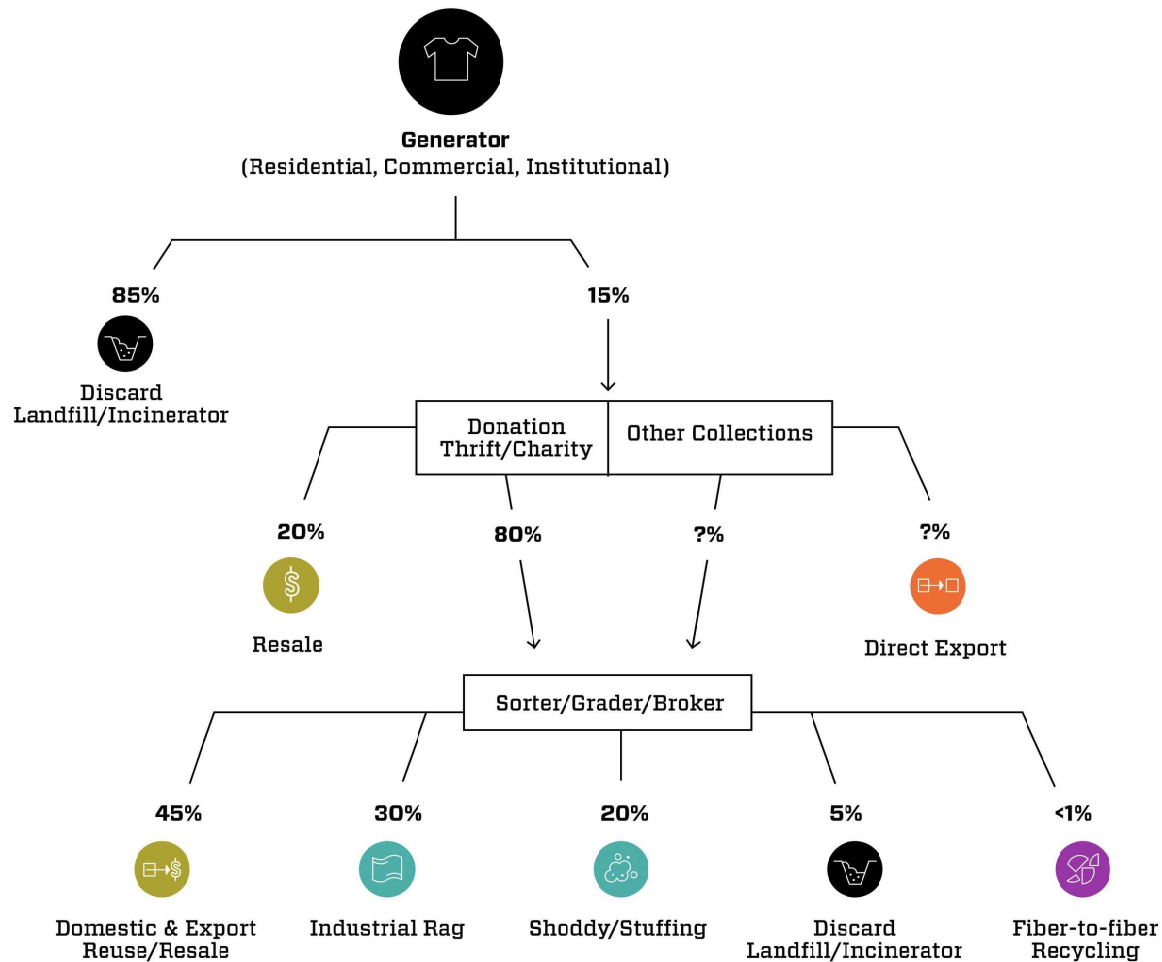 Generator
(Residential, Commercial, Institutional)
85%
15%
Discard
Landfill/Incinerator
Donation
Thrift/Charity
Other Collections
20%
80%
?%
?%
$
Resale
Direct Export
Sorter/Grader/Broker
45%
30%
20%
5%
<1%
$
Domestic & Export
Reuse/Resale
Industrial Rag
Shoddy/Stuffing
Discard
Landfill/Incinerator
Fiber-to-fiber
Recycling